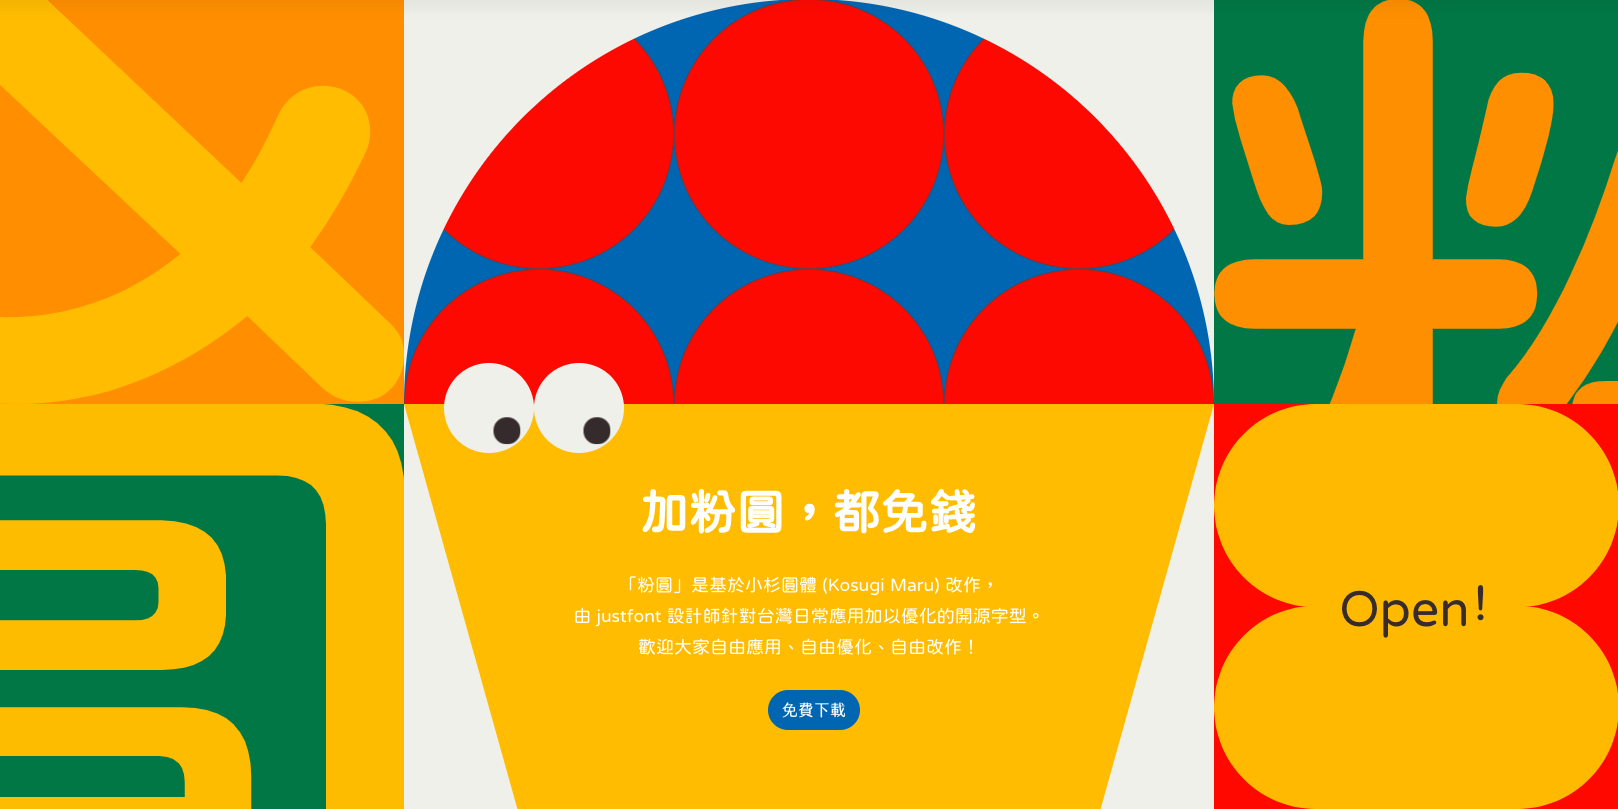 加粉圓，都免錢
「粉圓」是基於小杉圓體 (Kosugi Maru) 改作，
由 justfont 設計師針對台灣日常應用加以優化的開源字型。
歡迎大家自由應用、自由優化、自由改作！
免費下載
Open!